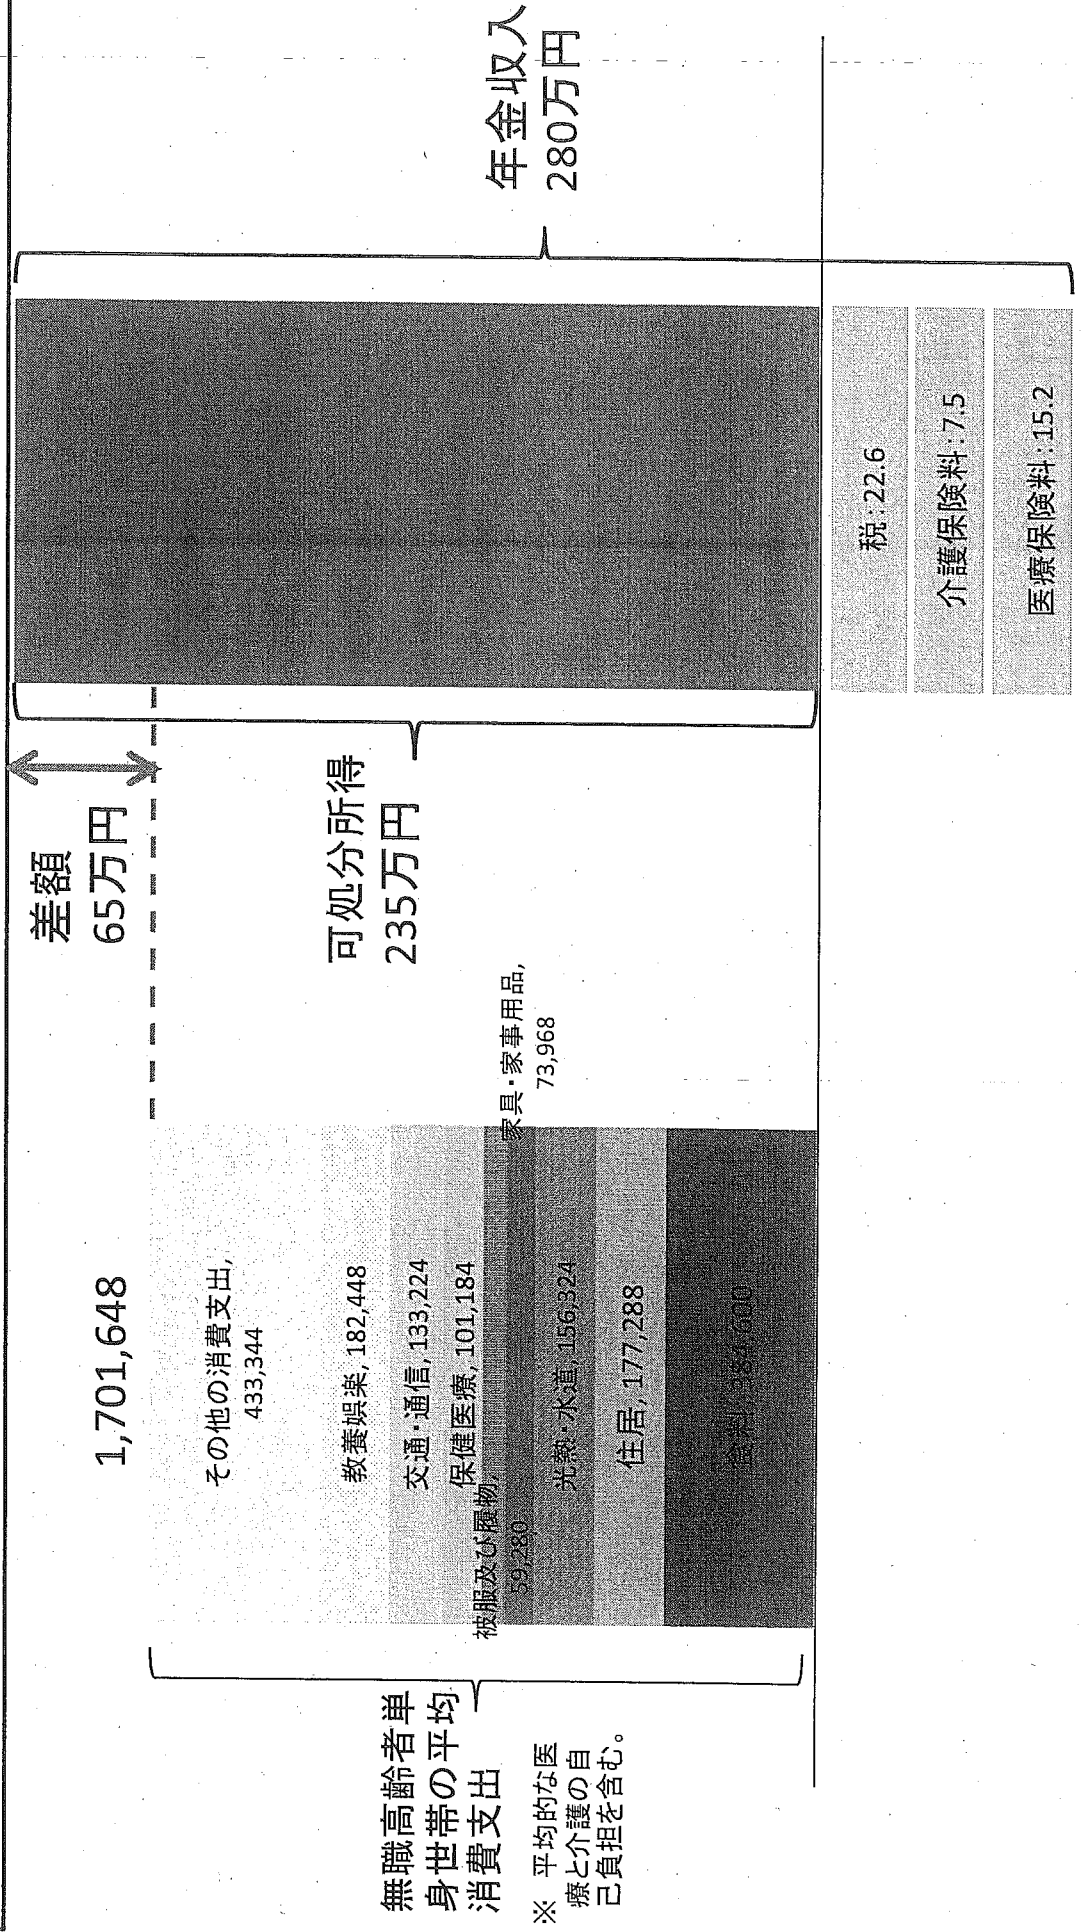 無職高齢者単
身世帯の平均
消費支出
※ 平均的な医
療と介護の自
己負担を含む。
1,701,648
その他の消費支出,
433,344
教養娯楽, 182,448
交通・通信, 133,224
保健医療, 101,184
被服及び履物,
59,280
家具・家事用品,
73,968
光熱・水道, 156,324
住居, 177,288
食料,
差額
65万円
可処分所得
235万円
税:22.6
介護保険料:7.5
医療保険料:15.2
年金収入
280万円